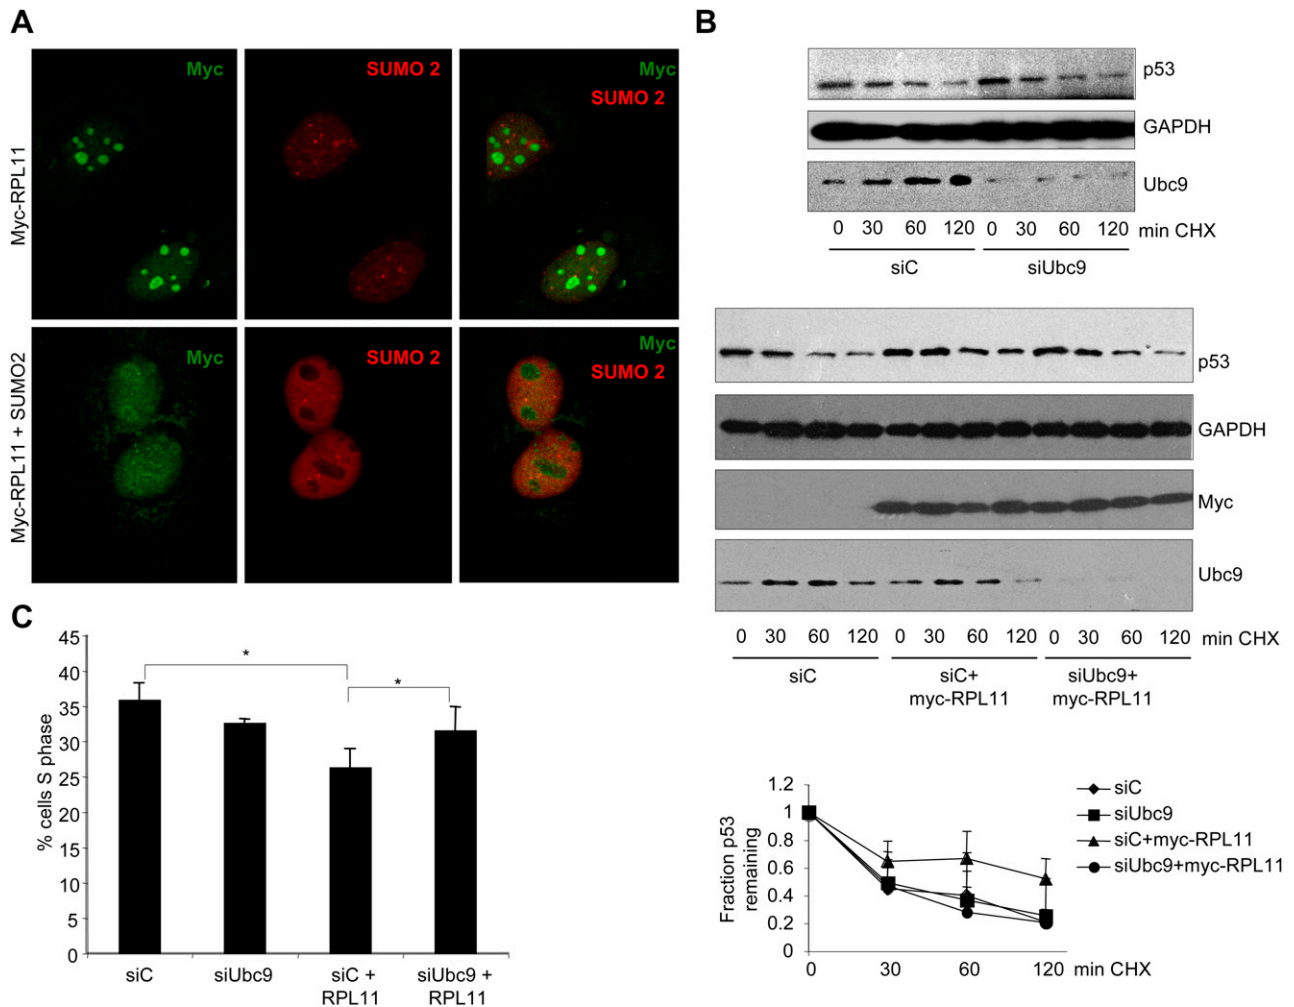 A
Myc-RPL11
Myc
SUMO 2
Myc
SUMO 2
Myc-RPL11 + SUMO2
Myc
SUMO 2
Myc
SUMO 2
B
p53
GAPDH
Ubc9
0 30 60 120 0 30 60 120 min CHX
siC siUbc9
p53
GAPDH
Myc
Ubc9
0 30 60 120 0 30 60 120 0 30 60 120 min CHX
siC siC+ siUbc9+
myc-RPL11 myc-RPL11
1.2
1
0.8
0.6
0.4
0.2
0
Fraction p53
remaining
0 30 60 120 min CHX
siC
siUbc9
siC+myc-RPL11
siUbc9+myc-RPL11
C
% cells S phase
45
40
35
30
25
20
15
10
5
0
* *
siC siUbc9 siC + siUbc9 +
RPL11 RPL11